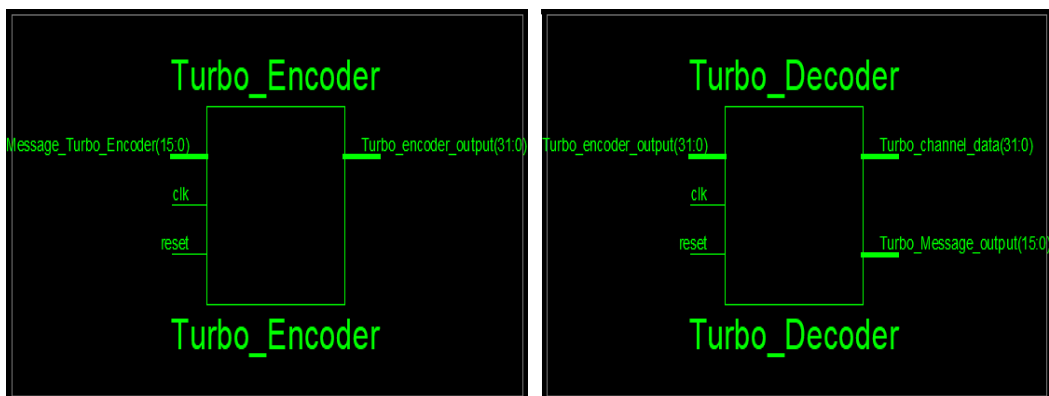 Turbo_Encoder
Message_Turbo_Encoder(15:0)
Turbo_encoder_output(31:0)
clk
reset
Turbo_Encoder
Turbo_Decoder
Turbo_encoder_output(31:0)
Turbo_channel_data(31:0)
clk
reset
Turbo_Message_output(15:0)
Turbo_Decoder